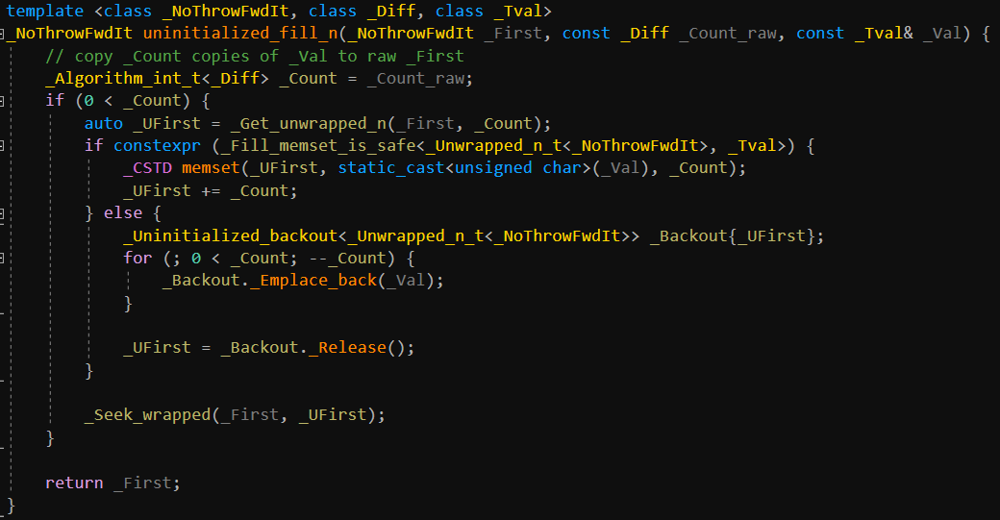 template <class _NoThrowFwdIt, class _Diff, class _Tval>
_NoThrowFwdIt uninitialized_fill_n(_NoThrowFwdIt _First, const _Diff _Count_raw, const _Tval& _Val) {
    // copy _Count copies of _Val to raw _First
    _Algorithm_int_t<_Diff> _Count = _Count_raw;
    if (0 < _Count) {
        auto _UFirst = _Get_unwrapped_n(_First, _Count);
        if constexpr (_Fill_memset_is_safe<_Unwrapped_n_t<_NoThrowFwdIt>, _Tval>) {
            _CSTD memset(_UFirst, static_cast<unsigned char>(_Val), _Count);
            _UFirst += _Count;
        } else {
            _Uninitialized_backout<_Unwrapped_n_t<_NoThrowFwdIt>> _Backout{_UFirst};
            for (; 0 < _Count; --_Count) {
                _Backout._Emplace_back(_Val);
            }

            _UFirst = _Backout._Release();
        }

        _Seek_wrapped(_First, _UFirst);
    }

    return _First;
}